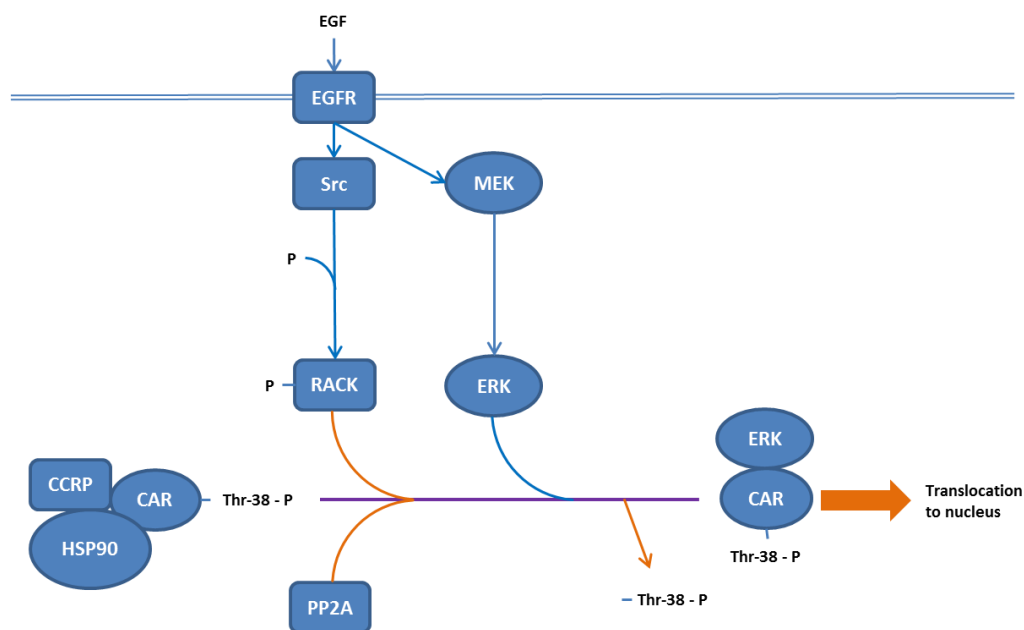 EGF
EGFR
Src
MEK
P
P
RACK
ERK
ERK
CCRP
CAR
Thr-38 - P
HSP90
CAR
Translocation
to nucleus
Thr-38 - P
PP2A
– Thr-38 - P